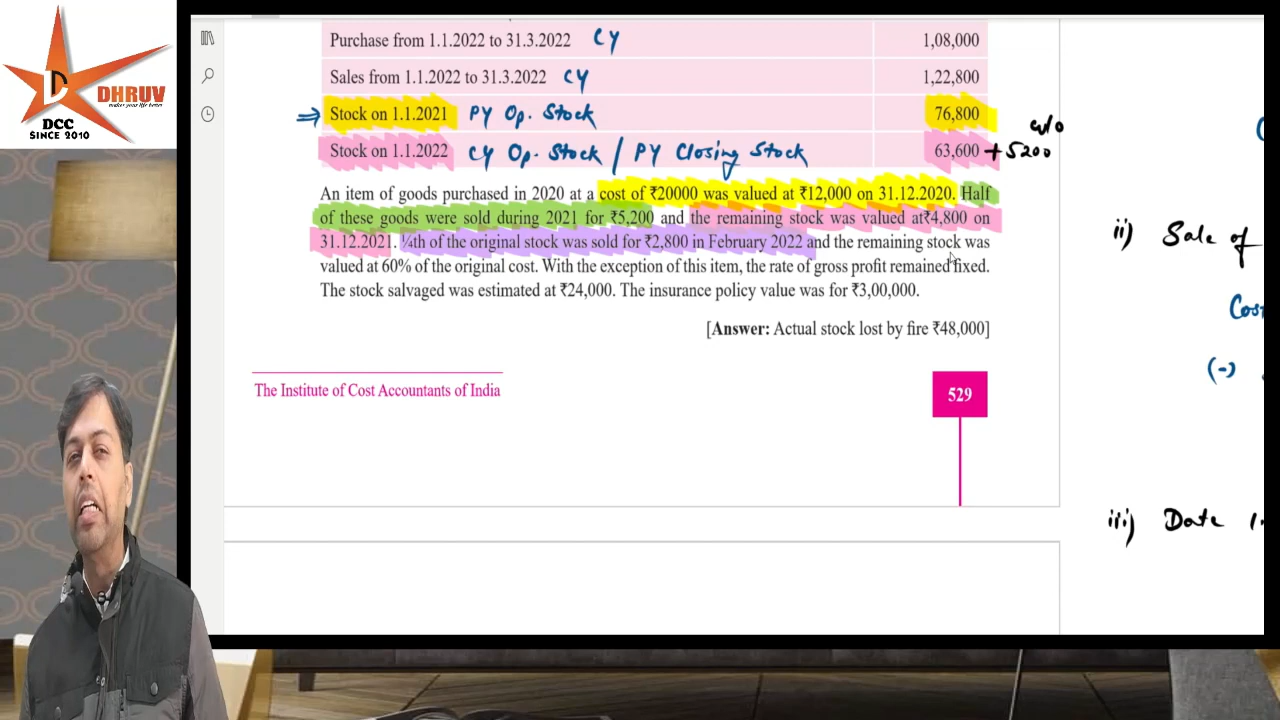 DHRUV
makes your life better
DCC
SINCE 2010
Purchase from 1.1.2022 to 31.3.2022 CY 1,08,000
Sales from 1.1.2022 to 31.3.2022 CY 1,22,800
⇒ Stock on 1.1.2021 PY Op. Stock 76,800
w/o
Stock on 1.1.2022 CY Op. Stock / PY Closing Stock 63,600 + 5200
An item of goods purchased in 2020 at a cost of ₹20000 was valued at ₹12,000 on 31.12.2020. Half
of these goods were sold during 2021 for ₹5,200 and the remaining stock was valued at₹4,800 on
31.12.2021. ¼th of the original stock was sold for ₹2,800 in February 2022 and the remaining stock was
valued at 60% of the original cost. With the exception of this item, the rate of gross profit remained fixed.
The stock salvaged was estimated at ₹24,000. The insurance policy value was for ₹3,00,000.
[Answer: Actual stock lost by fire ₹48,000]
The Institute of Cost Accountants of India
529
ii) Sale of
Cost
(-)
iii) Date